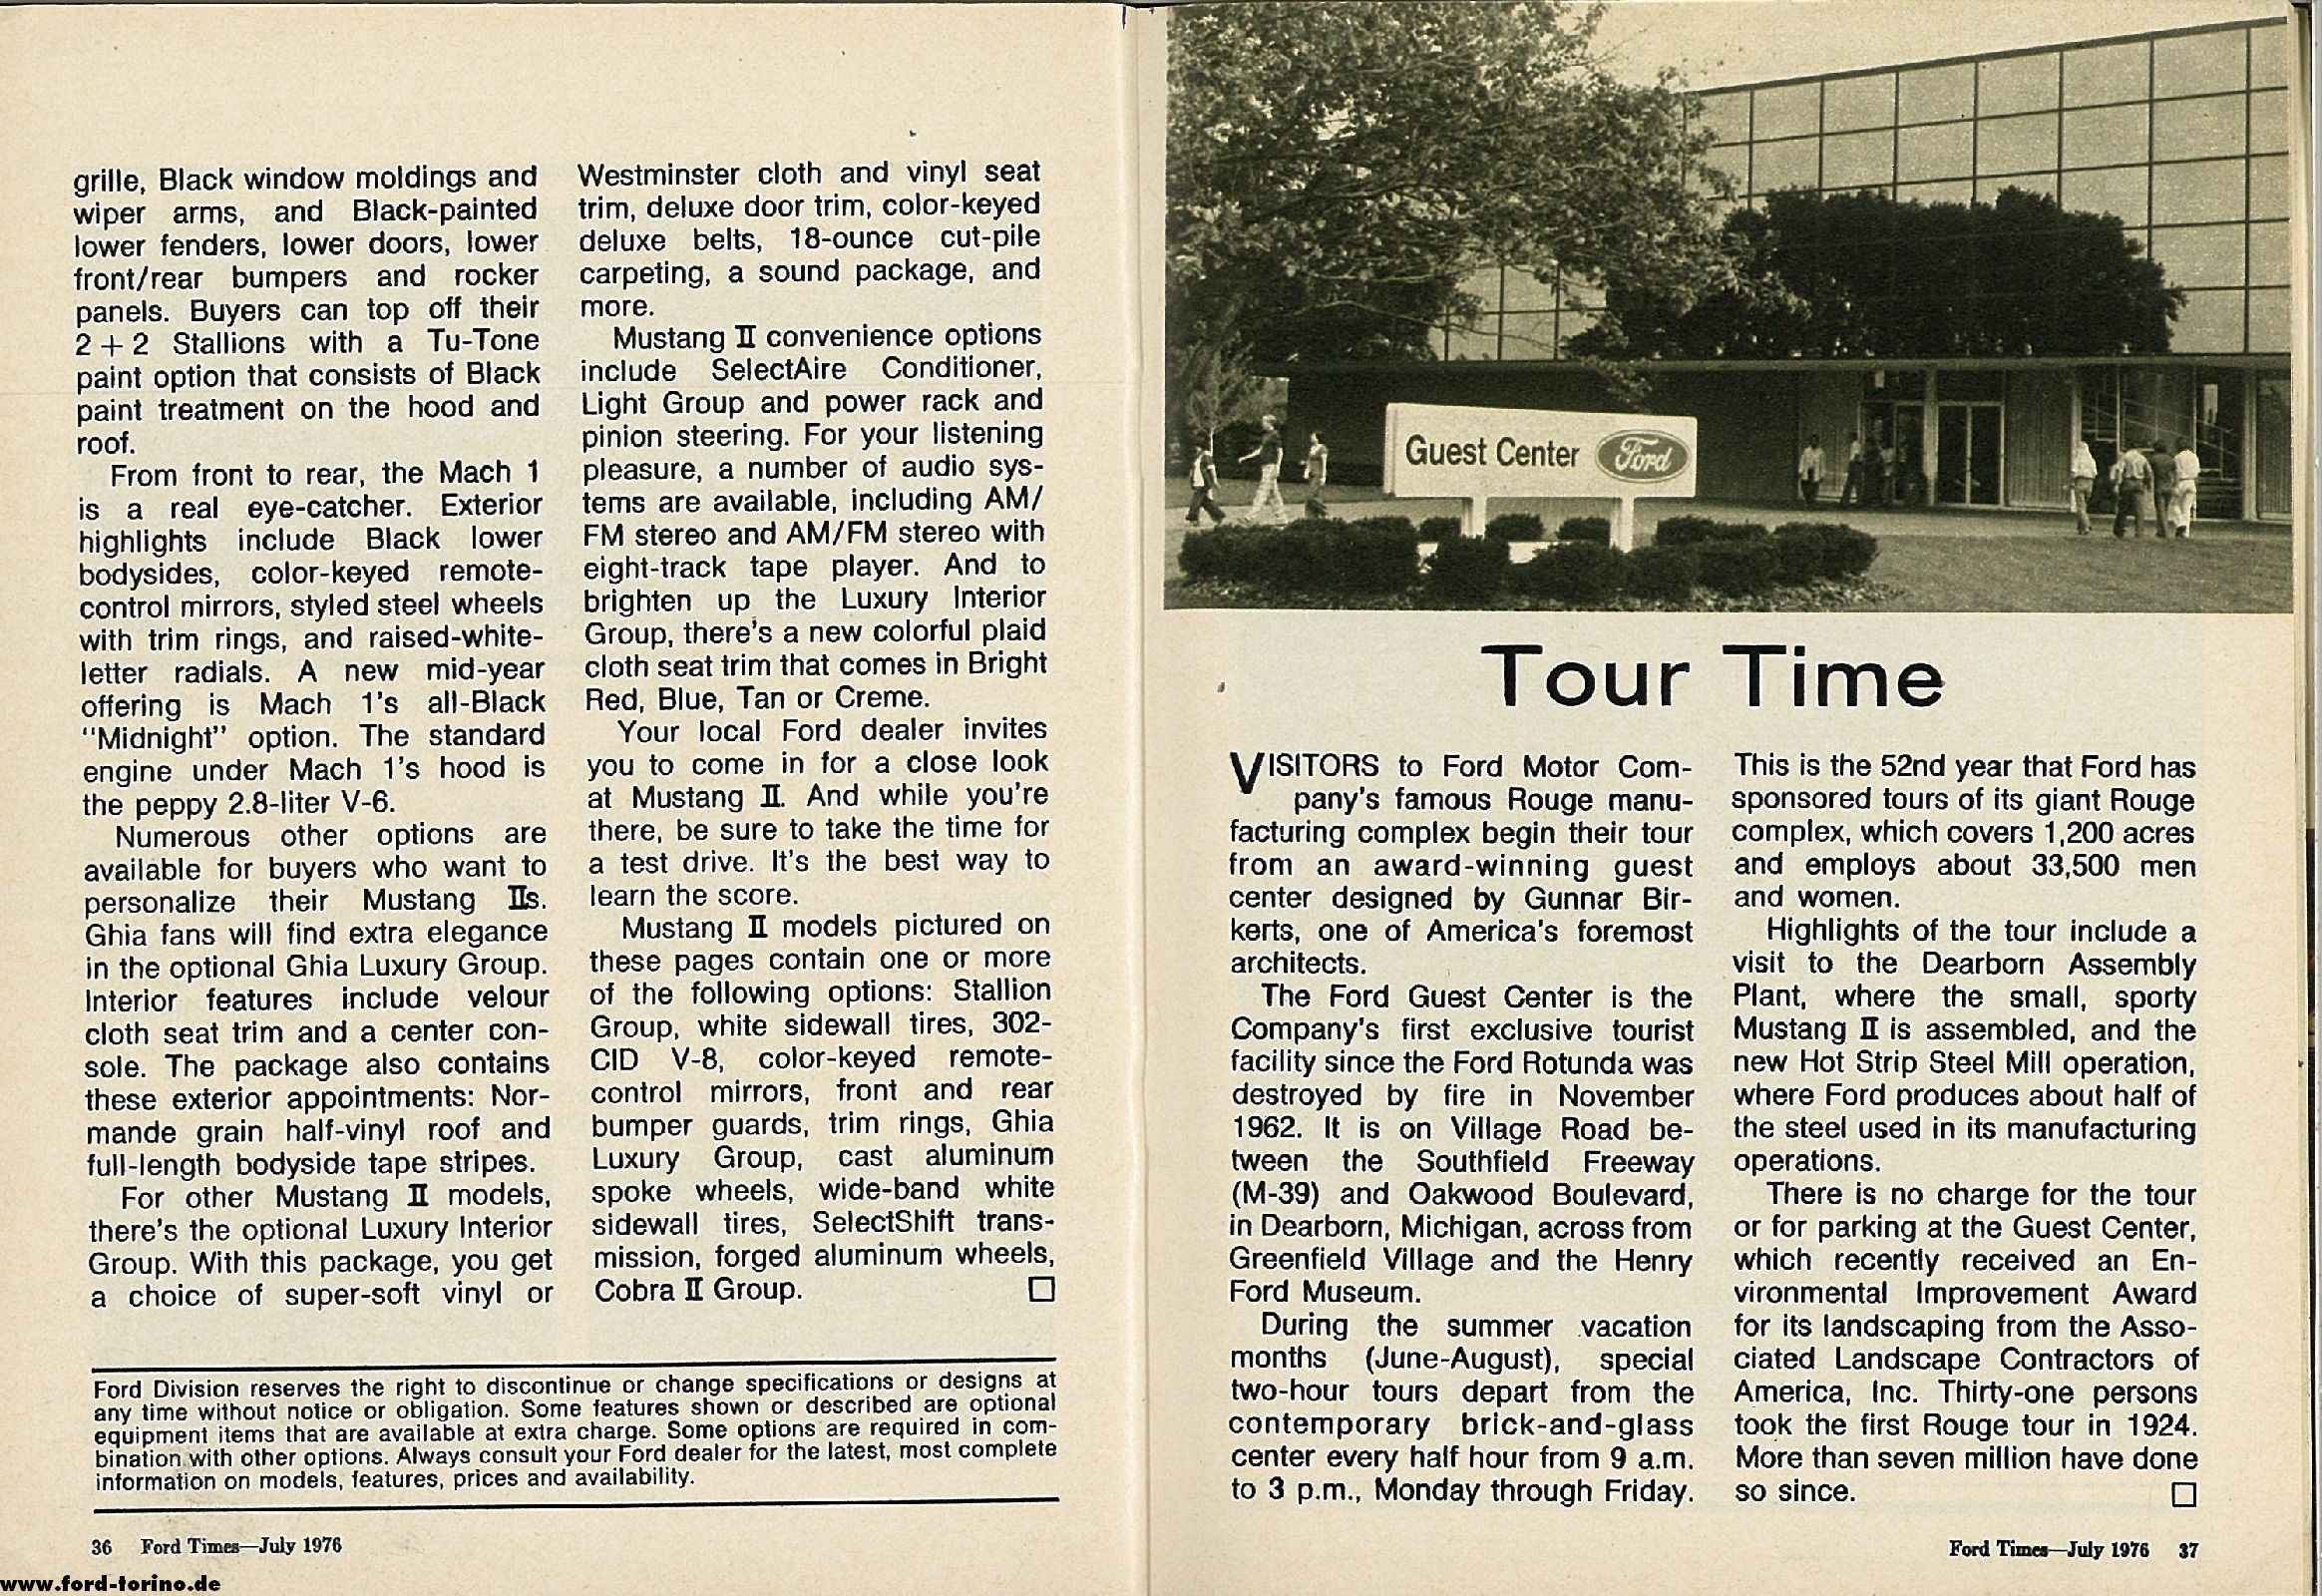 grille, Black window moldings and
wiper arms, and Black-painted
lower fenders, lower doors, lower
front/rear bumpers and rocker
panels. Buyers can top off their
2+2 Stallions with a Tu-Tone
paint option that consists of Black
paint treatment on the hood and
roof.
From front to rear, the Mach 1
is a real eye-catcher. Exterior
highlights include Black lower
bodysides, color-keyed remote-
control mirrors, styled steel wheels
with trim rings, and raised-white-
letter radials. A new mid-year
offering is Mach 1's all-Black
"Midnight" option. The standard
engine under Mach 1's hood is
the peppy 2.8-liter V-6.
Numerous other options are
available for buyers who want to
personalize their Mustang IIs.
Ghia fans will find extra elegance
in the optional Ghia Luxury Group.
Interior features include velour
cloth seat trim and a center con-
sole. The package also contains
these exterior appointments: Nor-
mande grain half-vinyl roof and
full-length bodyside tape stripes.
For other Mustang II models,
there's the optional Luxury Interior
Group. With this package, you get
a choice of super-soft vinyl or
Westminster cloth and vinyl seat
trim, deluxe door trim, color-keyed
deluxe belts, 18-ounce cut-pile
carpeting, a sound package, and
more.
Mustang II convenience options
include SelectAire Conditioner,
Light Group and power rack and
pinion steering. For your listening
pleasure, a number of audio sys-
tems are available, including AM/
FM stereo and AM/FM stereo with
eight-track tape player. And to
brighten up the Luxury Interior
Group, there's a new colorful plaid
cloth seat trim that comes in Bright
Red, Blue, Tan or Creme.
Your local Ford dealer invites
you to come in for a close look
at Mustang II. And while you're
there, be sure to take the time for
a test drive. It's the best way to
learn the score.
Mustang II models pictured on
these pages contain one or more
of the following options: Stallion
Group, white sidewall tires, 302-
CID V-8, color-keyed remote-
control mirrors, front and rear
bumper guards, trim rings, Ghia
Luxury Group, cast aluminum
spoke wheels, wide-band white
sidewall tires, SelectShift trans-
mission, forged aluminum wheels,
Cobra II Group. □
Ford Division reserves the right to discontinue or change specifications or designs at
any time without notice or obligation. Some features shown or described are optional
equipment items that are available at extra charge. Some options are required in com-
bination with other options. Always consult your Ford dealer for the latest, most complete
information on models, features, prices and availability.
36 Ford Times—July 1976
www.ford-torino.de
Guest Center Ford
Tour Time
VISITORS to Ford Motor Com-
pany's famous Rouge manu-
facturing complex begin their tour
from an award-winning guest
center designed by Gunnar Bir-
kerts, one of America's foremost
architects.
The Ford Guest Center is the
Company's first exclusive tourist
facility since the Ford Rotunda was
destroyed by fire in November
1962. It is on Village Road be-
tween the Southfield Freeway
(M-39) and Oakwood Boulevard,
in Dearborn, Michigan, across from
Greenfield Village and the Henry
Ford Museum.
During the summer vacation
months (June-August), special
two-hour tours depart from the
contemporary brick-and-glass
center every half hour from 9 a.m.
to 3 p.m., Monday through Friday.
This is the 52nd year that Ford has
sponsored tours of its giant Rouge
complex, which covers 1,200 acres
and employs about 33,500 men
and women.
Highlights of the tour include a
visit to the Dearborn Assembly
Plant, where the small, sporty
Mustang II is assembled, and the
new Hot Strip Steel Mill operation,
where Ford produces about half of
the steel used in its manufacturing
operations.
There is no charge for the tour
or for parking at the Guest Center,
which recently received an En-
vironmental Improvement Award
for its landscaping from the Asso-
ciated Landscape Contractors of
America, Inc. Thirty-one persons
took the first Rouge tour in 1924.
More than seven million have done
so since. □
Ford Times—July 1976 37